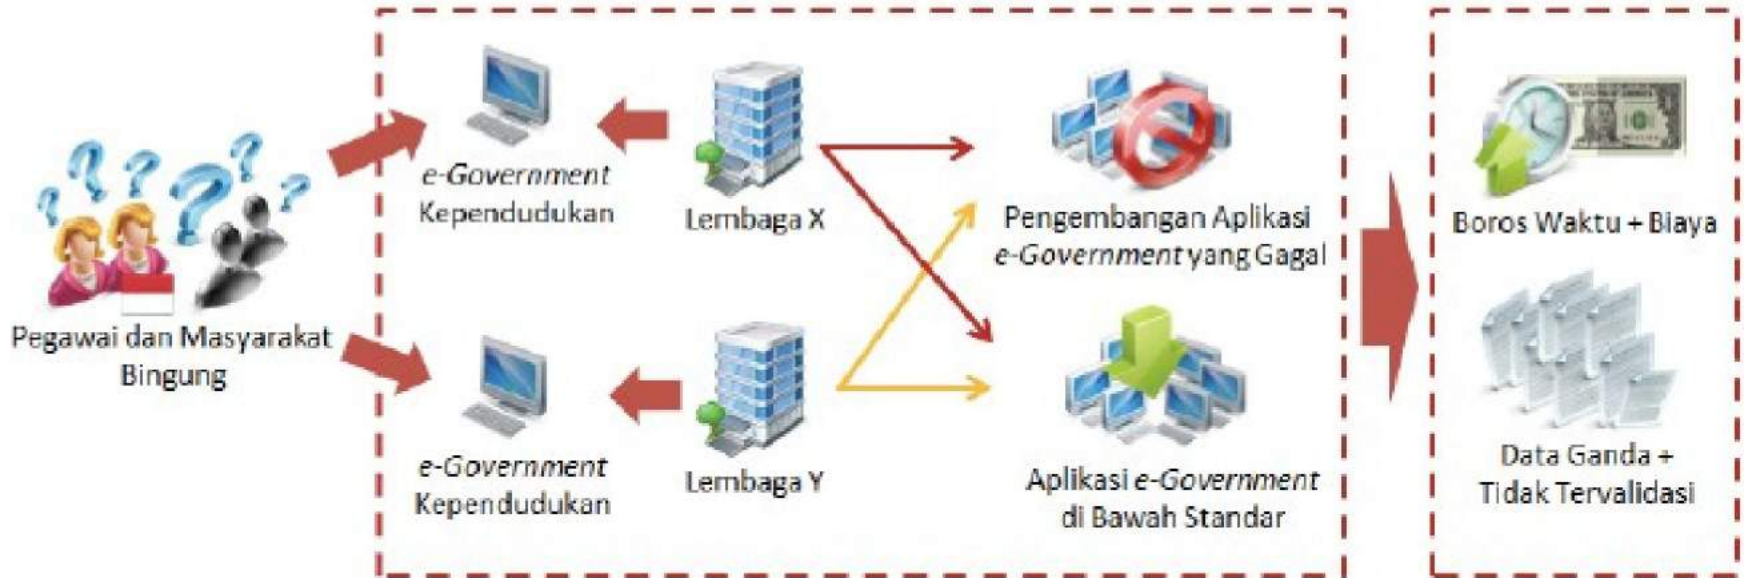 Pegawai dan Masyarakat
Bingung
e-Government
Kependudukan
Lembaga X
Pengembangan Aplikasi
e-Government yang Gagal
e-Government
Kependudukan
Lembaga Y
Aplikasi e-Government
di Bawah Standar
Boros Waktu + Biaya
Data Ganda +
Tidak Tervalidasi